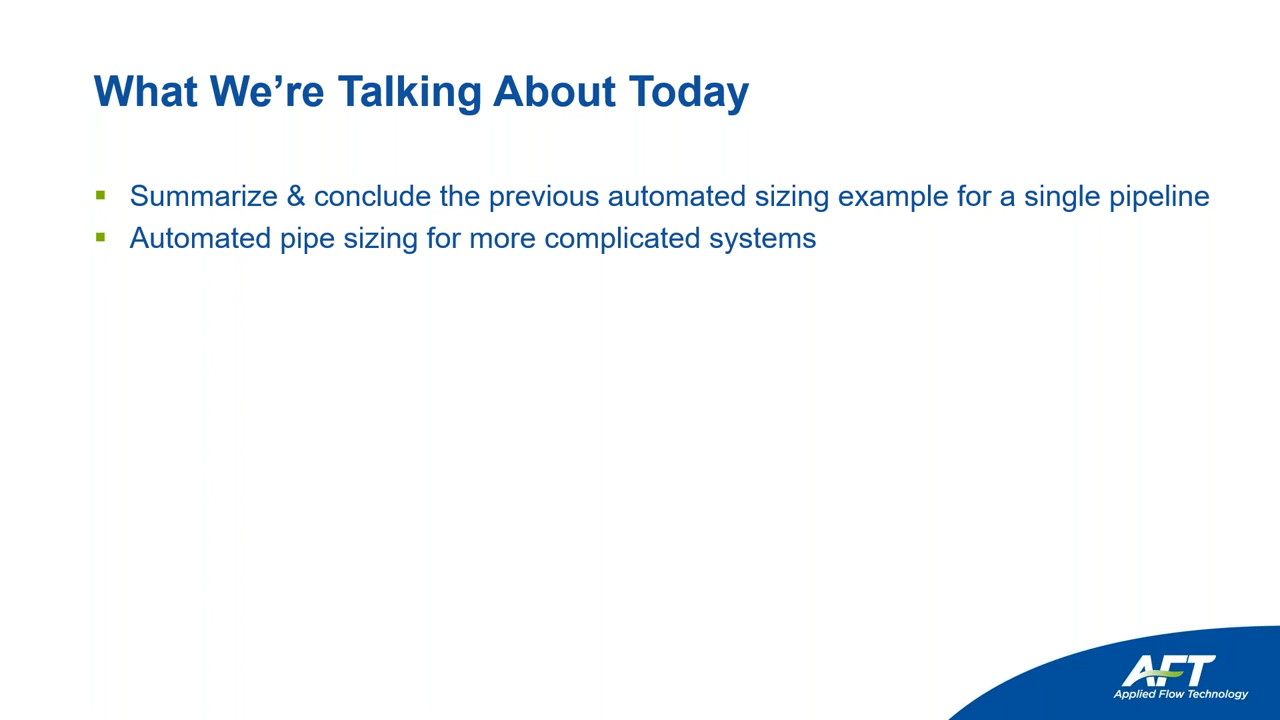 What We're Talking About Today
Summarize & conclude the previous automated sizing example for a single pipeline
Automated pipe sizing for more complicated systems
AFT
Applied Flow Technology